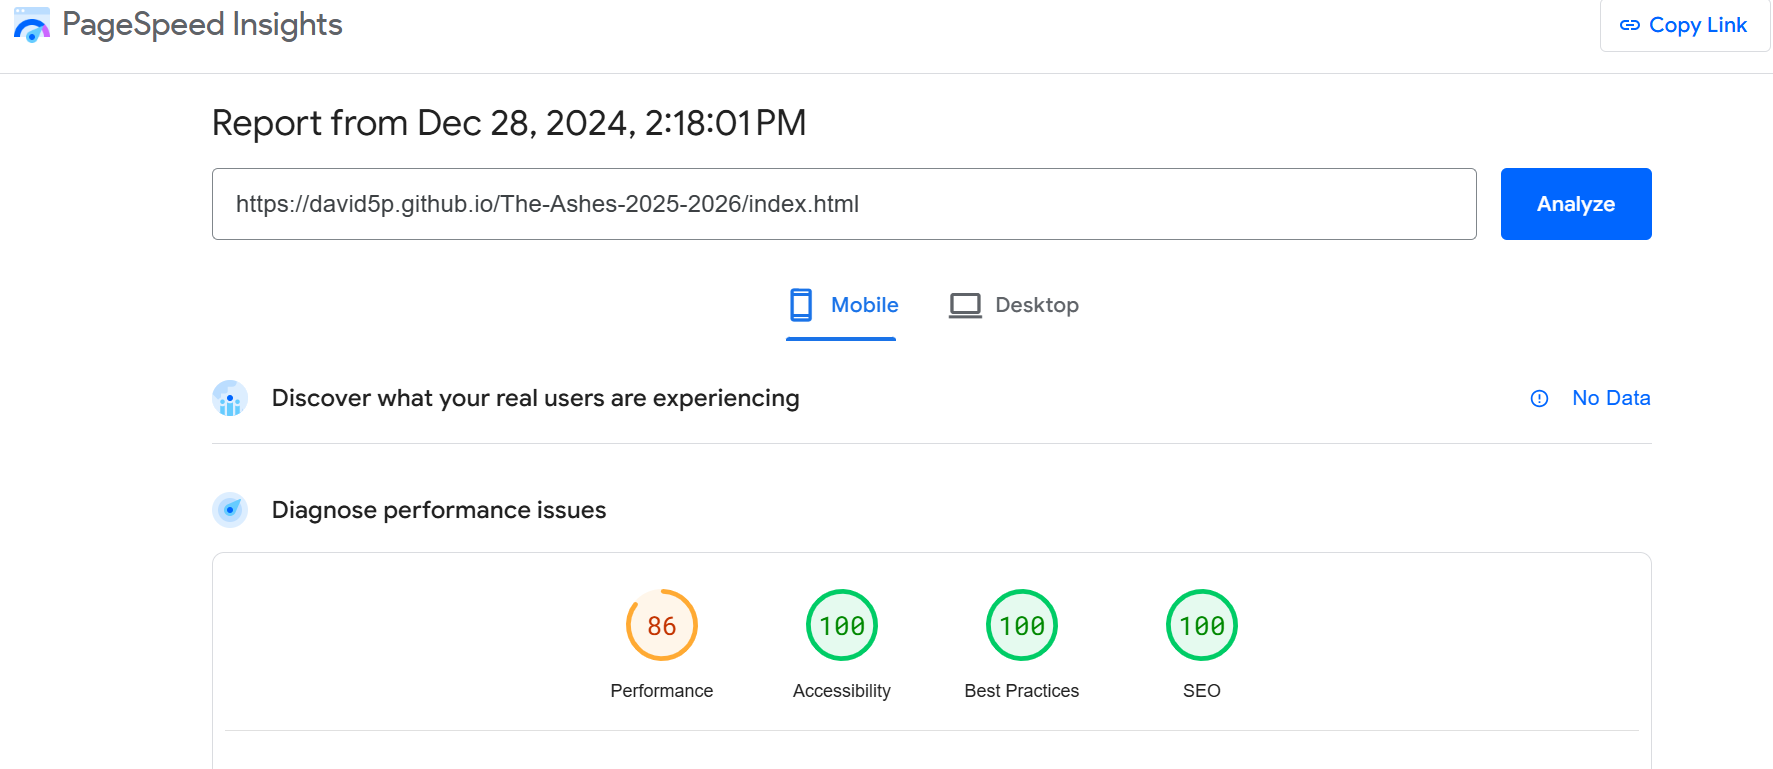 PageSpeed Insights
Copy Link
Report from Dec 28, 2024, 2:18:01 PM
https://david5p.github.io/The-Ashes-2025-2026/index.html
Analyze
Mobile
Desktop
Discover what your real users are experiencing
No Data
Diagnose performance issues
86
100
100
100
Performance
Accessibility
Best Practices
SEO